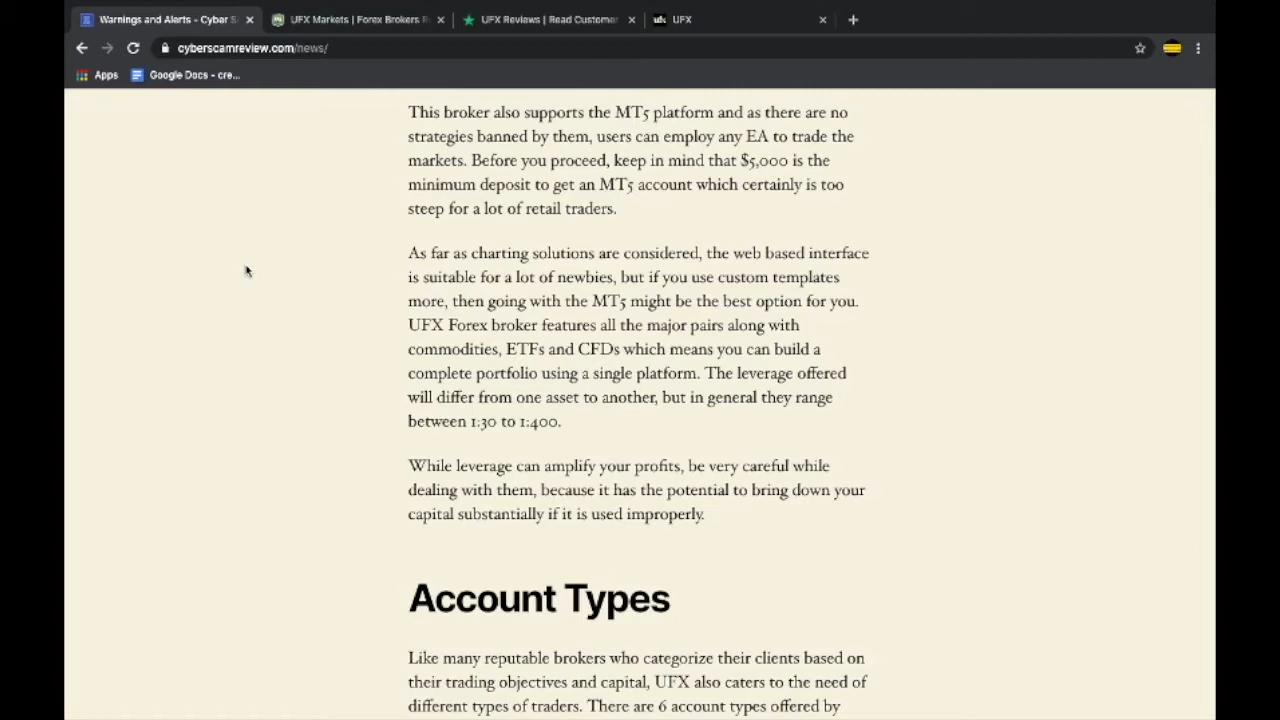 Warnings and Alerts - Cyber S
UFX Markets | Forex Brokers R
UFX Reviews | Read Customer
ufx UFX
cyberscamreview.com/news/
Apps
Google Docs - cre...
This broker also supports the MT5 platform and as there are no
strategies banned by them, users can employ any EA to trade the
markets. Before you proceed, keep in mind that $5,000 is the
minimum deposit to get an MT5 account which certainly is too
steep for a lot of retail traders.
As far as charting solutions are considered, the web based interface
is suitable for a lot of newbies, but if you use custom templates
more, then going with the MT5 might be the best option for you.
UFX Forex broker features all the major pairs along with
commodities, ETFs and CFDs which means you can build a
complete portfolio using a single platform. The leverage offered
will differ from one asset to another, but in general they range
between 1:30 to 1:400.
While leverage can amplify your profits, be very careful while
dealing with them, because it has the potential to bring down your
capital substantially if it is used improperly.
Account Types
Like many reputable brokers who categorize their clients based on
their trading objectives and capital, UFX also caters to the need of
different types of traders. There are 6 account types offered by